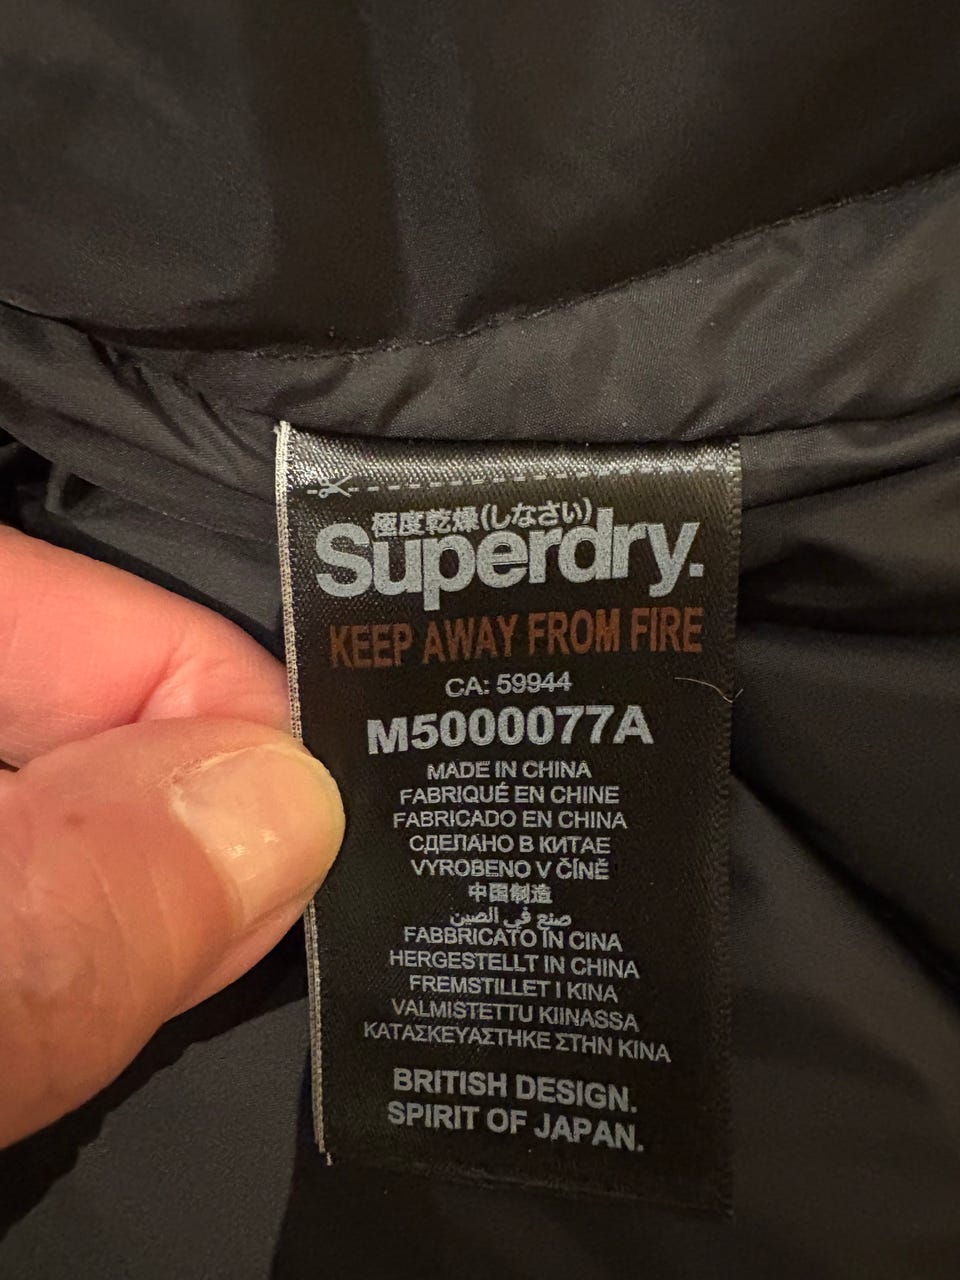 極度乾燥(しなさい)
Superdry.
KEEP AWAY FROM FIRE
CA: 59944
M5000077A
MADE IN CHINA
FABRIQUÉ EN CHINE
FABRICADO EN CHINA
СДЕЛАНО В КИТАЕ
VYROBENO V ČÍNĚ
中国制造
صنع في الصين
FABBRICATO IN CINA
HERGESTELLT IN CHINA
FREMSTILLET I KINA
VALMISTETTU KIINASSA
ΚΑΤΑΣΚΕΥΑΣΤΗΚΕ ΣΤΗΝ ΚΙΝΑ
BRITISH DESIGN.
SPIRIT OF JAPAN.